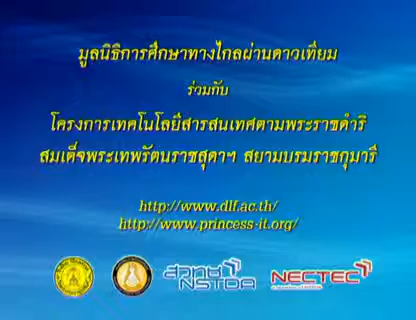 มูลนิธิการศึกษาทางไกลผ่านดาวเทียม
ร่วมกับ
โครงการเทคโนโลยีสารสนเทศตามพระราชดำริ
สมเด็จพระเทพรัตนราชสุดาฯ สยามบรมราชกุมารี
http://www.dlf.ac.th/
http://www.princess-it.org/
สวทช
NSTDA
NECTEC